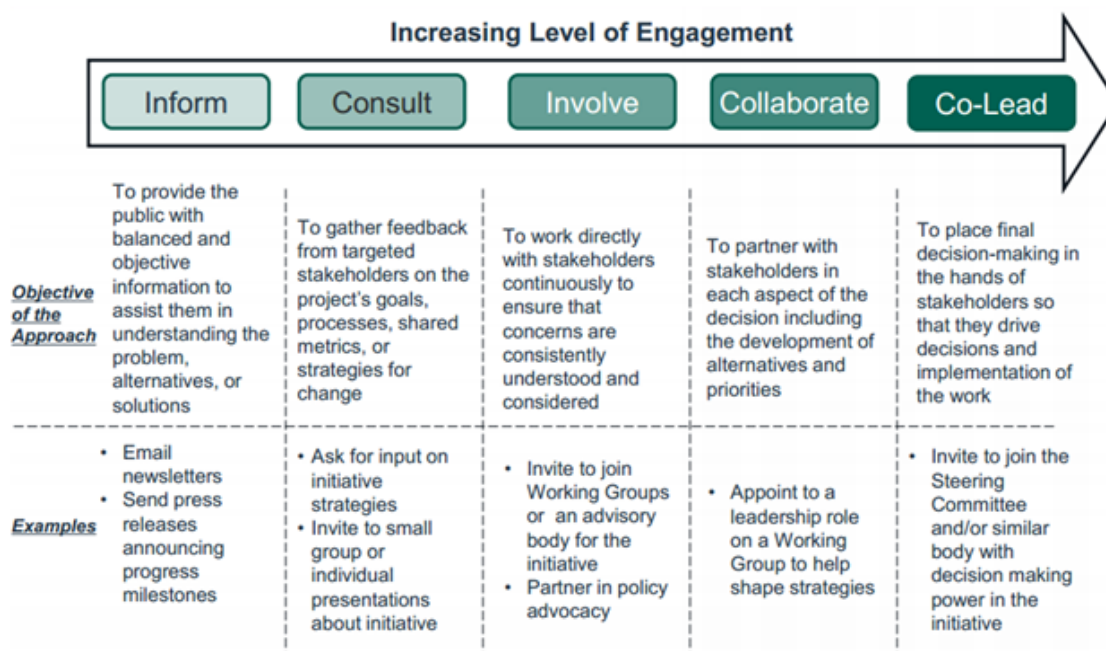 Increasing Level of Engagement
Inform
Consult
Involve
Collaborate
Co-Lead
Objective
of the
Approach
To provide the
public with
balanced and
objective
information to
assist them in
understanding the
problem,
alternatives, or
solutions
To gather feedback
from targeted
stakeholders on the
project's goals,
processes, shared
metrics, or
strategies for
change
To work directly
with stakeholders
continuously to
ensure that
concerns are
consistently
understood and
considered
To partner with
stakeholders in
each aspect of the
decision including
the development of
alternatives and
priorities
To place final
decision-making in
the hands of
stakeholders so
that they drive
decisions and
implementation of
the work
Examples
• Email
newsletters
• Send press
releases
announcing
progress
milestones
• Ask for input on
initiative
strategies
• Invite to small
group or
individual
presentations
about initiative
• Invite to join
Working Groups
or an advisory
body for the
initiative
• Partner in policy
advocacy
• Appoint to a
leadership role
on a Working
Group to help
shape strategies
• Invite to join the
Steering
Committee
and/or similar
body with
decision making
power in the
initiative